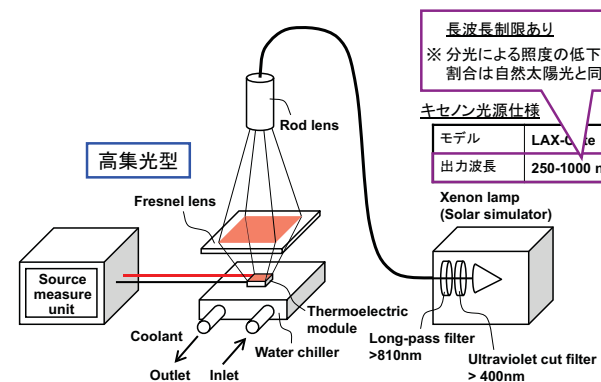 長波長制限あり
※ 分光による照度の低下
割合は自然太陽光と同
キセノン光源仕様
モデル LAX-C
出力波長 250-1000 n
Rod lens
高集光型
Fresnel lens
Xenon lamp
(Solar simulator)
Source
measure
unit
Thermoelectric
module
Water chiller
Coolant
Outlet Inlet
Long-pass filter
>810nm
Ultraviolet cut filter
> 400nm